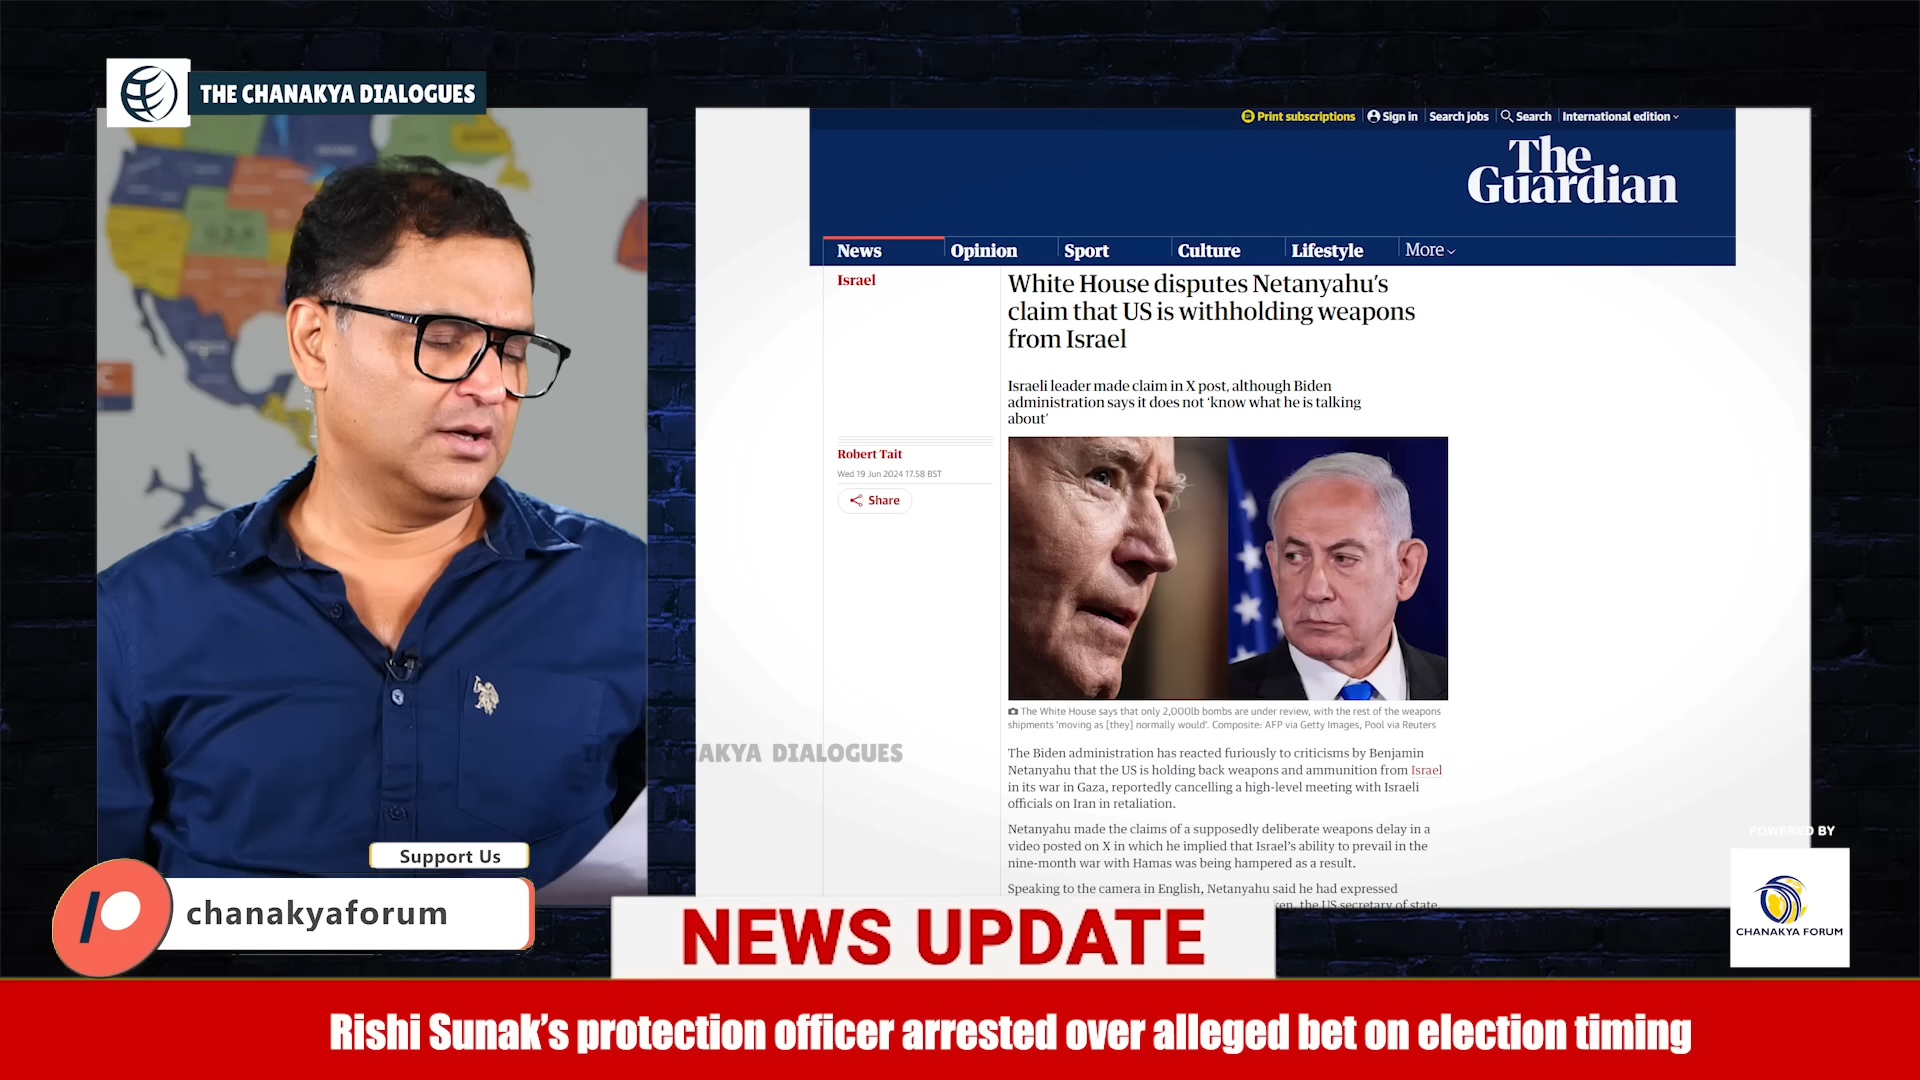 THE CHANAKYA DIALOGUES
Print subscriptions
Sign in
Search jobs
Search
International edition
The
Guardian
News
Opinion
Sport
Culture
Lifestyle
More
Israel
White House disputes Netanyahu's
claim that US is withholding weapons
from Israel
Israeli leader made claim in X post, although Biden
administration says it does not ‘know what he is talking
about’
Robert Tait
Wed 19 Jun 2024 17.58 BST
Share
The White House says that only 2,000lb bombs are under review, with the rest of the weapons
shipments ‘moving as [they] normally would’. Composite: AFP via Getty Images, Pool via Reuters
The Biden administration has reacted furiously to criticisms by Benjamin
Netanyahu that the US is holding back weapons and ammunition from Israel
in its war in Gaza, reportedly cancelling a high-level meeting with Israeli
officials on Iran in retaliation.
Netanyahu made the claims of a supposedly deliberate weapons delay in a
video posted on X in which he implied that Israel's ability to prevail in the
nine-month war with Hamas was being hampered as a result.
Speaking to the camera in English, Netanyahu said he had expressed
the US secretary of state,
DIALOGUES
POWERED BY
CHANAKYA FORUM
Support Us
chanakyaforum
NEWS UPDATE
Rishi Sunak’s protection officer arrested over alleged bet on election timing